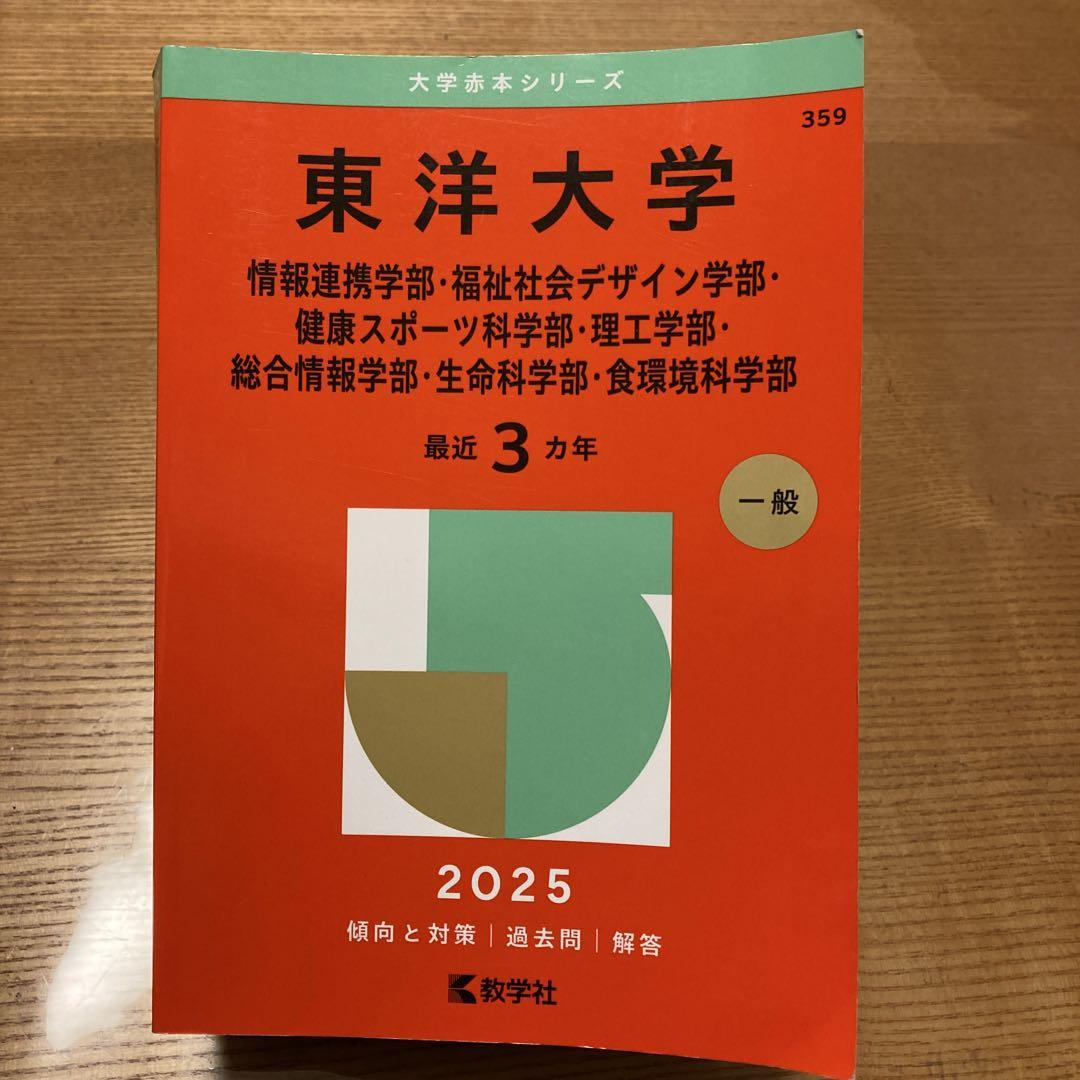 大学赤本シリーズ
359
東洋大学
情報連携学部・福祉社会デザイン学部・
健康スポーツ科学部・理工学部・
総合情報学部・生命科学部・食環境科学部
最近3カ年
一般
2025
傾向と対策|過去問|解答
教学社